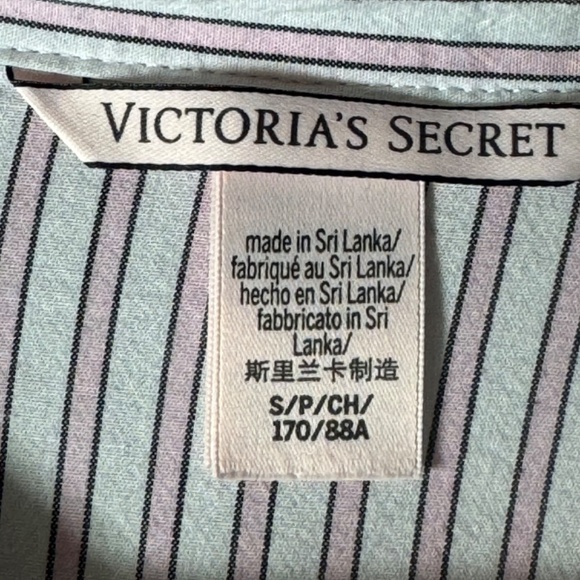 VICTORIA'S SECRET
made in Sri Lanka/
fabriqué au Sri Lanka/
hecho en Sri Lanka/
fabbricato in Sri
Lanka/
斯里兰卡制造
S/P/CH/
170/88A